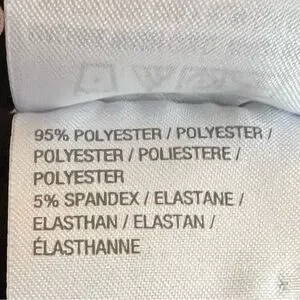 95% POLYESTER / POLYESTER /
POLYESTER / POLIESTERE /
POLYESTER
5% SPANDEX / ELASTANE /
ELASTHAN / ELASTAN /
ÉLASTHANNE